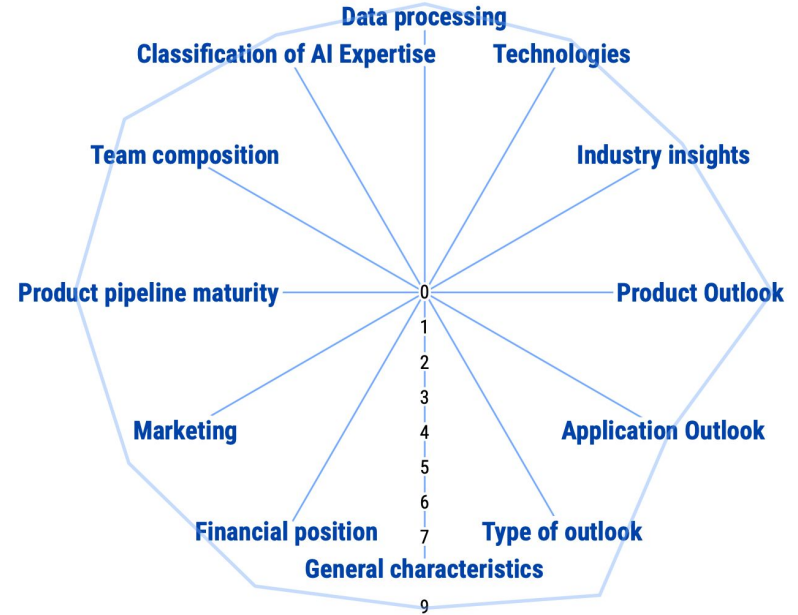 Data processing
Classification of AI Expertise
Technologies
Team composition
Industry insights
Product pipeline maturity
0
Product Outlook
1
2
3
Marketing
4
Application Outlook
5
6
Financial position
7
Type of outlook
General characteristics
9